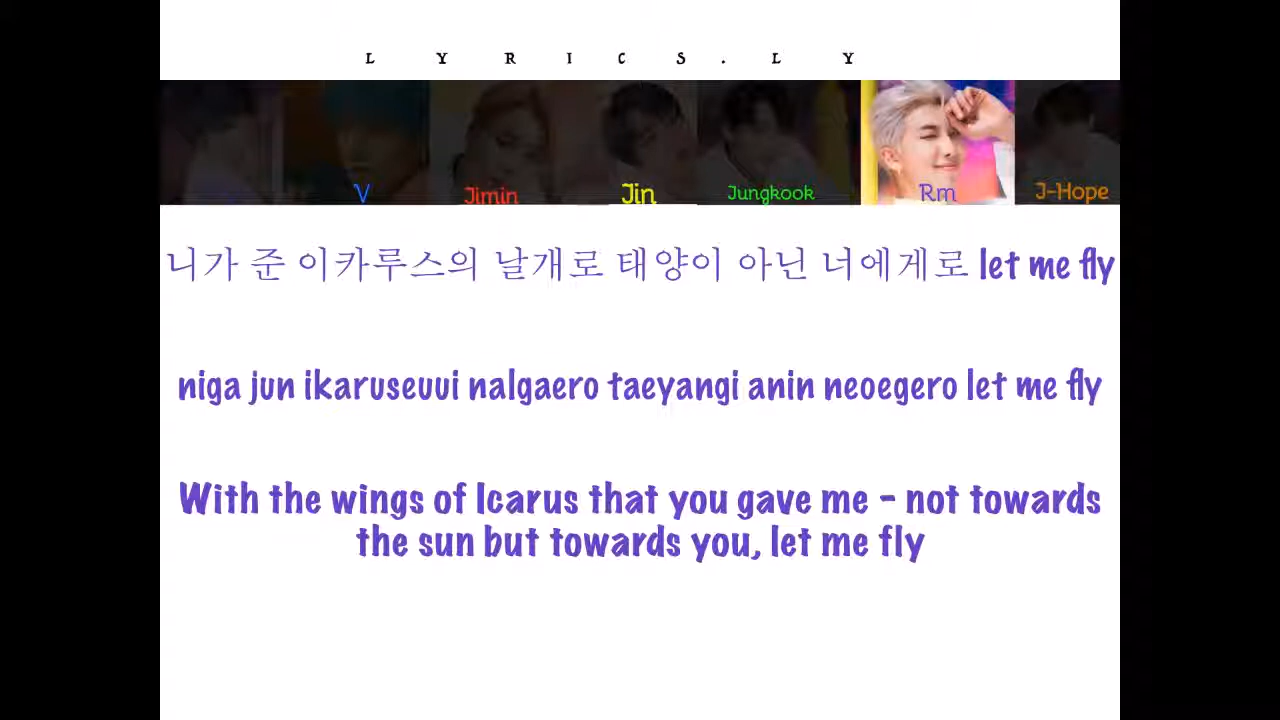 LYRICS.LY
V Jimin Jin Jungkook Rm J-Hope
니가 준 이카루스의 날개로 태양이 아닌 너에게로 let me fly
niga jun ikaruseuui nalgaero taeyangi anin neoegero let me fly
With the wings of Icarus that you gave me - not towards
the sun but towards you, let me fly